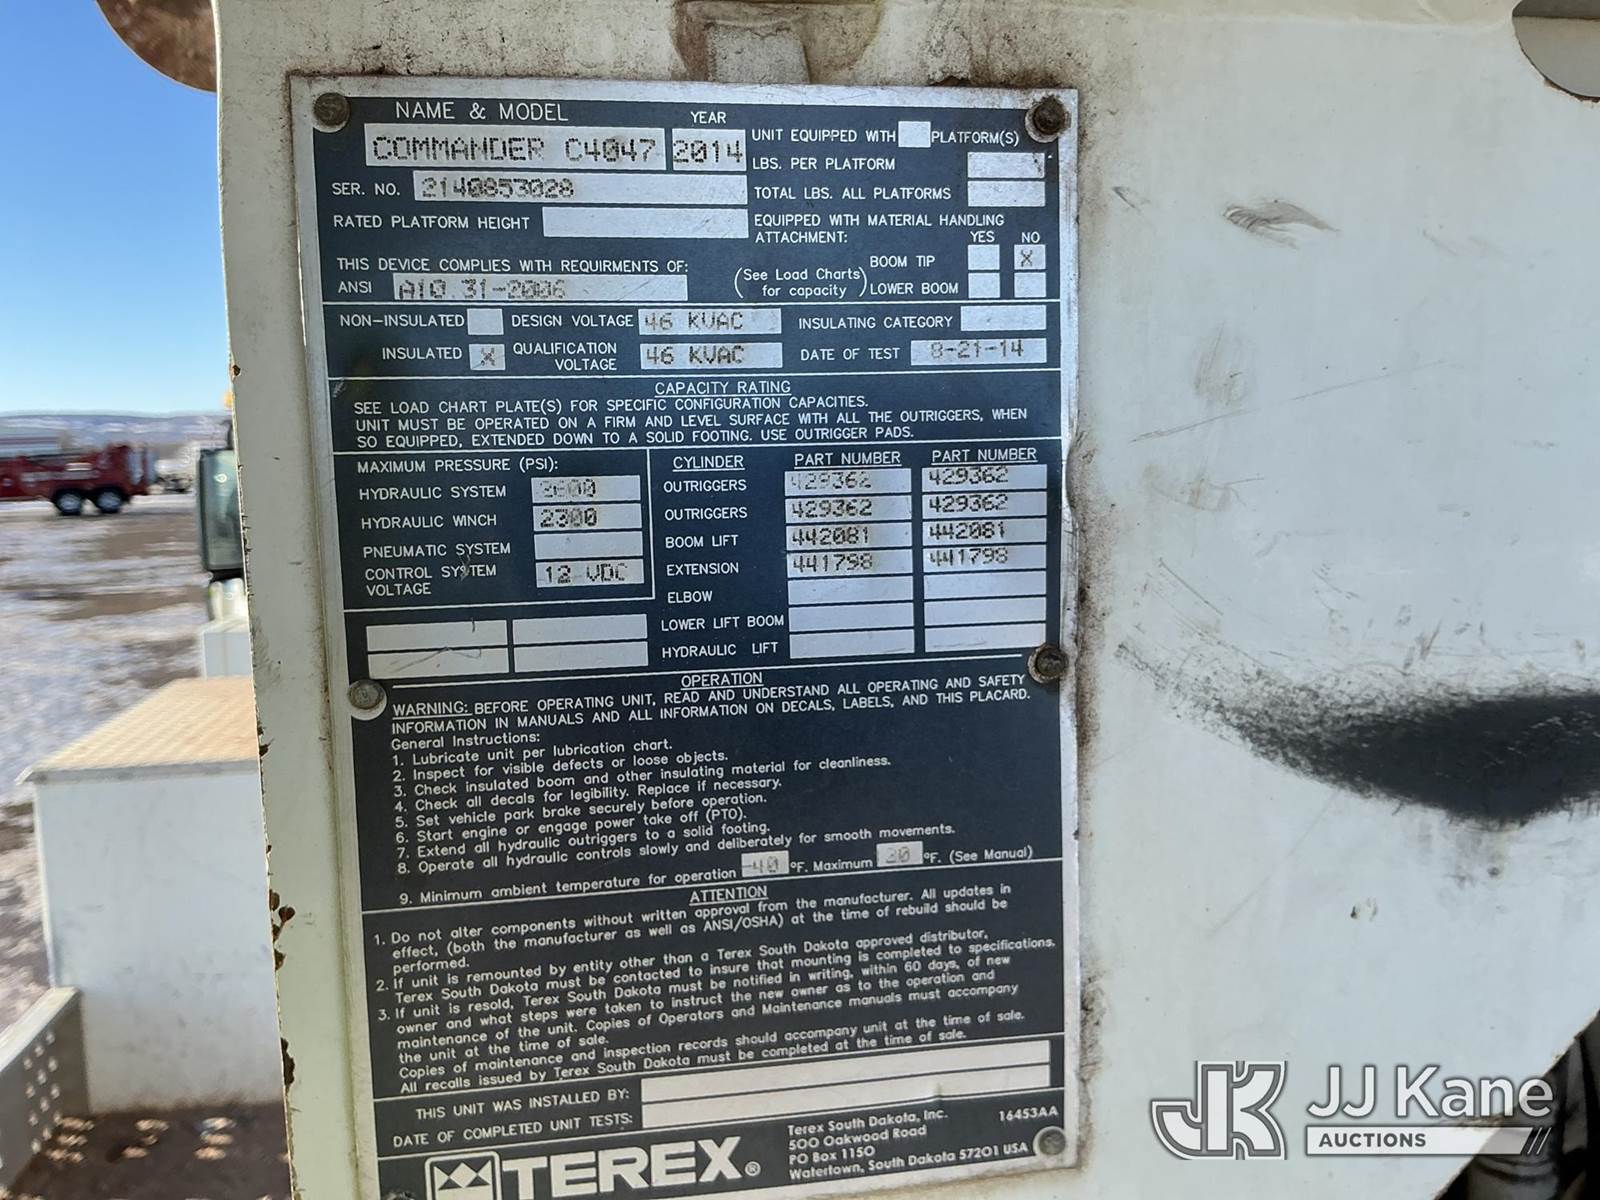 NAME & MODEL
YEAR
COMMANDER C4047
2014
SER. NO. 2140853028
RATED PLATFORM HEIGHT
THIS DEVICE COMPLIES WITH REQUIRMENTS OF:
ANSI A10.31-2006
UNIT EQUIPPED WITH PLATFORM(S)
LBS. PER PLATFORM
TOTAL LBS. ALL PLATFORMS
EQUIPPED WITH MATERIAL HANDLING
ATTACHMENT: YES NO
(See Load Charts for capacity)
BOOM TIP X
LOWER BOOM
NON-INSULATED
DESIGN VOLTAGE 46 KVAC
INSULATING CATEGORY
INSULATED X
QUALIFICATION VOLTAGE 46 KVAC
DATE OF TEST 8-21-14
CAPACITY RATING
SEE LOAD CHART PLATE(S) FOR SPECIFIC CONFIGURATION CAPACITIES.
UNIT MUST BE OPERATED ON A FIRM AND LEVEL SURFACE WITH ALL THE OUTRIGGERS, WHEN
SO EQUIPPED, EXTENDED DOWN TO A SOLID FOOTING. USE OUTRIGGER PADS.
MAXIMUM PRESSURE (PSI):
HYDRAULIC SYSTEM
HYDRAULIC WINCH 2300
PNEUMATIC SYSTEM
CONTROL SYSTEM VOLTAGE 12 VDC
CYLINDER PART NUMBER PART NUMBER
OUTRIGGERS 429362 429362
OUTRIGGERS 429362 429362
BOOM LIFT 442081 442081
EXTENSION 441798 441798
ELBOW
LOWER LIFT BOOM
HYDRAULIC LIFT
OPERATION
WARNING: BEFORE OPERATING UNIT, READ AND UNDERSTAND ALL OPERATING AND SAFETY
INFORMATION IN MANUALS AND ALL INFORMATION ON DECALS, LABELS, AND THIS PLACARD.
General Instructions:
1. Lubricate unit per lubrication chart.
2. Inspect for visible defects or loose objects.
3. Check insulated boom and other insulating material for cleanliness.
4. Check all decals for legibility. Replace if necessary.
5. Set vehicle park brake securely before operation.
6. Start engine or engage power take off (PTO).
7. Extend all hydraulic outriggers to a solid footing.
8. Operate all hydraulic controls slowly and deliberately for smooth movements.
9. Minimum ambient temperature for operation -40 °F. Maximum °F. (See Manual)
ATTENTION
1. Do not alter components without written approval from the manufacturer. All updates in
effect, (both the manufacturer as well as ANSI/OSHA) at the time of rebuild should be
performed.
2. If unit is remounted by entity other than a Terex South Dakota approved distributor,
Terex South Dakota must be contacted to insure that mounting is completed to specifications.
3. If unit is resold, Terex South Dakota must be notified in writing, within 60 days, of new
owner and what steps were taken to instruct the new owner as to the operation and
maintenance of the unit. Copies of Operators and Maintenance manuals must accompany
the unit at the time of sale.
Copies of maintenance and inspection records should accompany unit at the time of sale.
All recalls issued by Terex South Dakota must be completed at the time of sale.
THIS UNIT WAS INSTALLED BY:
DATE OF COMPLETED UNIT TESTS:
TEREX®
Terex South Dakota, Inc.
500 Oakwood Road
PO Box 1150
Watertown, South Dakota 57201 USA
16453AA
JK JJ Kane
AUCTIONS